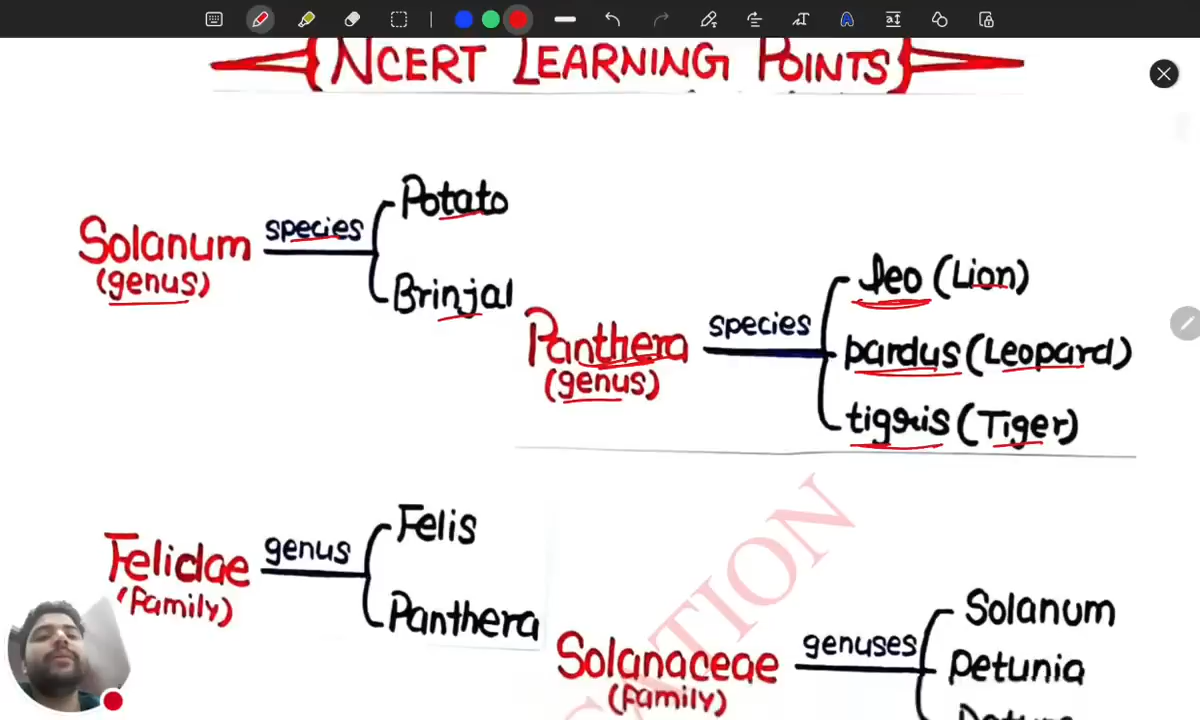 NCERT LEARNING POINTS
Solanum
(genus)
species
Potato
Brinjal
Panthera
(genus)
species
leo (Lion)
pardus (Leopard)
tigris (Tiger)
Felidae
(Family)
genus
Felis
Panthera
Solanaceae
(Family)
genuses
Solanum
Petunia